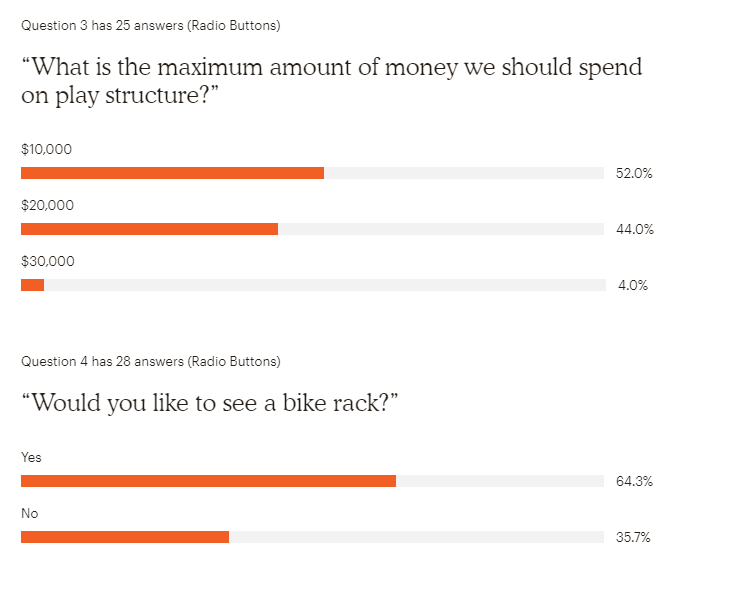 Question 3 has 25 answers (Radio Buttons)
“What is the maximum amount of money we should spend
on play structure?”
$10,000
52.0%
$20,000
44.0%
$30,000
4.0%
Question 4 has 28 answers (Radio Buttons)
“Would you like to see a bike rack?”
Yes
64.3%
No
35.7%